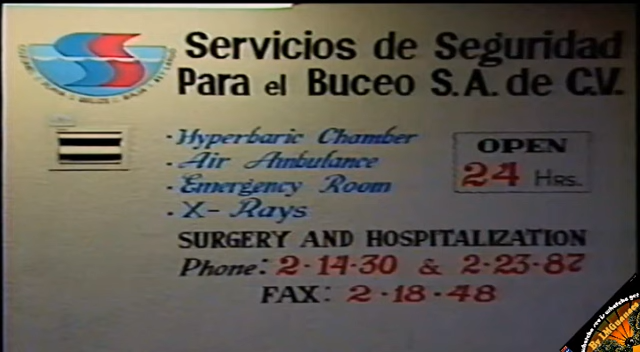 Servicios de Seguridad
Para el Buceo S.A. de C.V.
- Hyperbaric Chamber
- Air Ambulance
- Emergency Room
- X- Rays
OPEN
24 HRS.
SURGERY AND HOSPITALIZATION
Phone: 2-14-30 & 2-23-87
FAX: 2-18-48